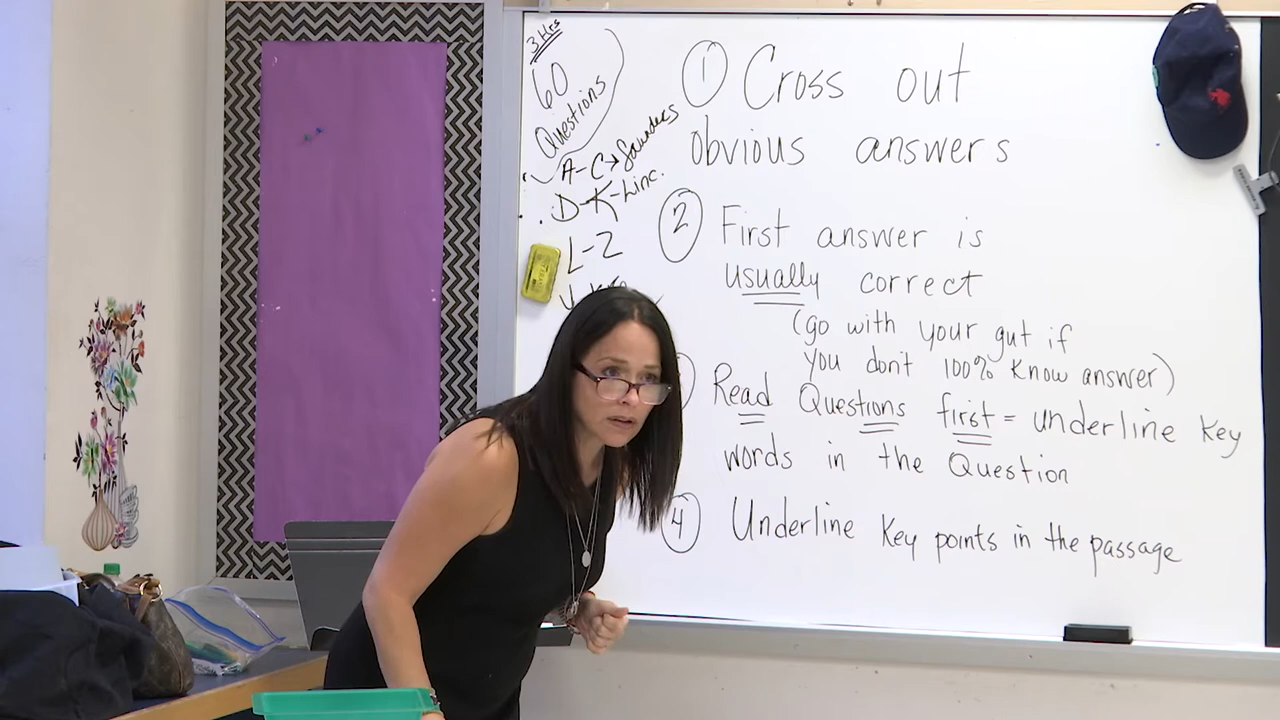 3 Hrs
60
Questions
A-C→Saunders
D-K-Linc.
L-Z
① Cross out
obvious answers
② First answer is
usually correct
(go with your gut if
you don't 100% know answer)
Read Questions first = underline key
words in the Question
④ Underline key points in the passage